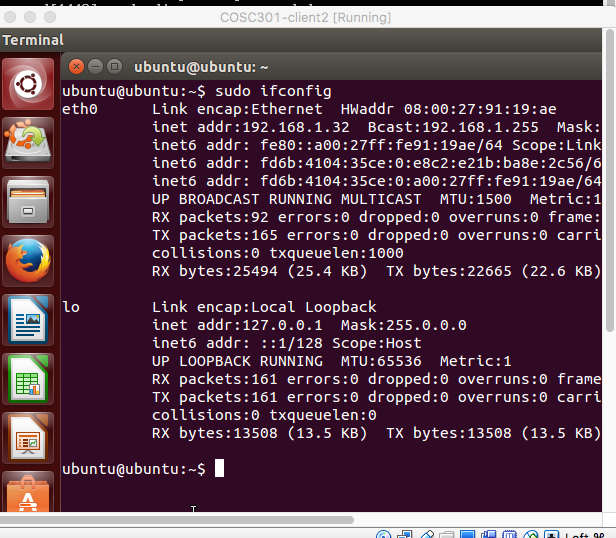 COSC301-client2 [Running]
Terminal
ubuntu@ubuntu: ~
ubuntu@ubuntu:~$ sudo ifconfig
eth0 Link encap:Ethernet HWaddr 08:00:27:91:19:ae
inet addr:192.168.1.32 Bcast:192.168.1.255 Mask:
inet6 addr: fe80::a00:27ff:fe91:19ae/64 Scope:Link
inet6 addr: fd6b:4104:35ce:0:e8c2:e21b:ba8e:2c56/6
inet6 addr: fd6b:4104:35ce:0:a00:27ff:fe91:19ae/64
UP BROADCAST RUNNING MULTICAST MTU:1500 Metric:1
RX packets:92 errors:0 dropped:0 overruns:0 frame:
TX packets:165 errors:0 dropped:0 overruns:0 carri
collisions:0 txqueuelen:1000
RX bytes:25494 (25.4 KB) TX bytes:22665 (22.6 KB)
lo Link encap:Local Loopback
inet addr:127.0.0.1 Mask:255.0.0.0
inet6 addr: ::1/128 Scope:Host
UP LOOPBACK RUNNING MTU:65536 Metric:1
RX packets:161 errors:0 dropped:0 overruns:0 frame
TX packets:161 errors:0 dropped:0 overruns:0 carri
collisions:0 txqueuelen:0
RX bytes:13508 (13.5 KB) TX bytes:13508 (13.5 KB)
ubuntu@ubuntu:~$
Left ⌘